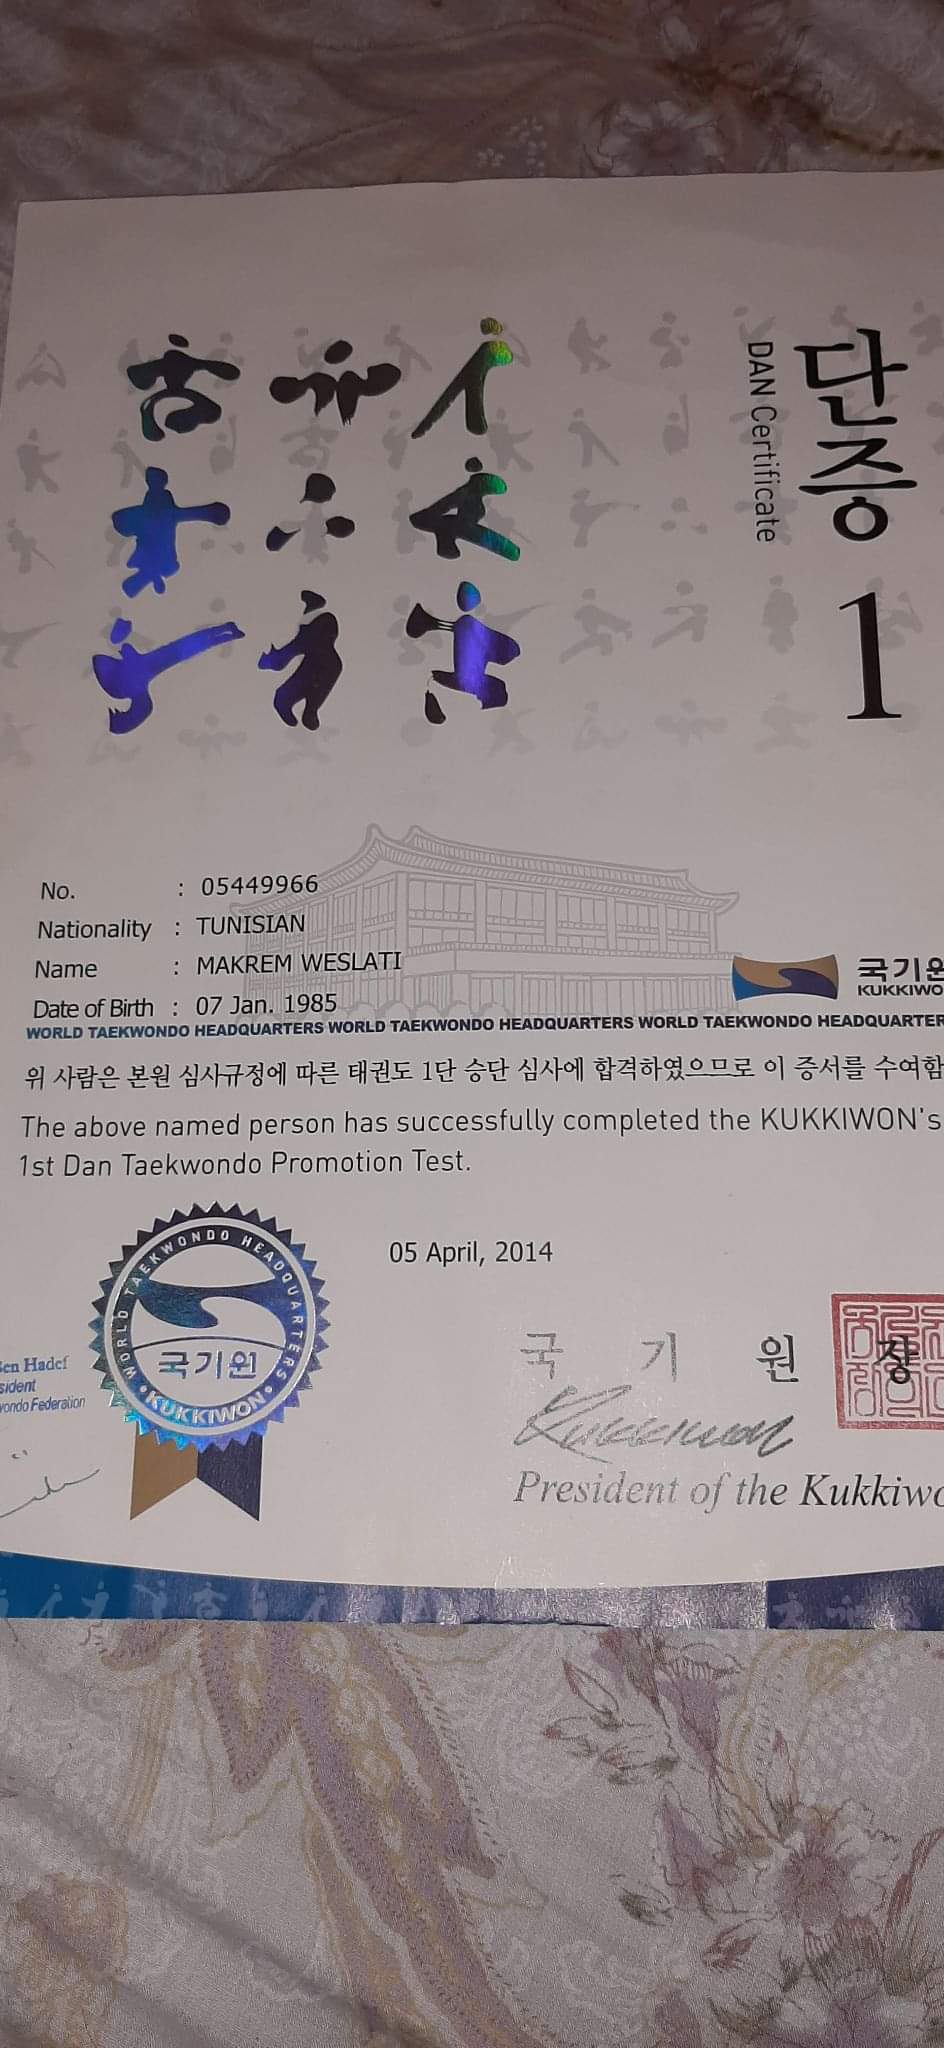 단증
DAN Certificate
1
No. : 05449966
Nationality : TUNISIAN
Name : MAKREM WESLATI
Date of Birth : 07 Jan. 1985
국기원
KUKKIWO
WORLD TAEKWONDO HEADQUARTERS WORLD TAEKWONDO HEADQUARTERS WORLD TAEKWONDO HEADQUARTER
위 사람은 본원 심사규정에 따른 태권도 1단 승단 심사에 합격하였으므로 이 증서를 수여함
The above named person has successfully completed the KUKKIWON's
1st Dan Taekwondo Promotion Test.
05 April, 2014
WORLD TAEKWONDO HEADQUARTERS
국기원
KUKKIWON
Ben Hadef
sident
wondo Federation
국 기 원 장
Kukkiwon
President of the Kukkiwo